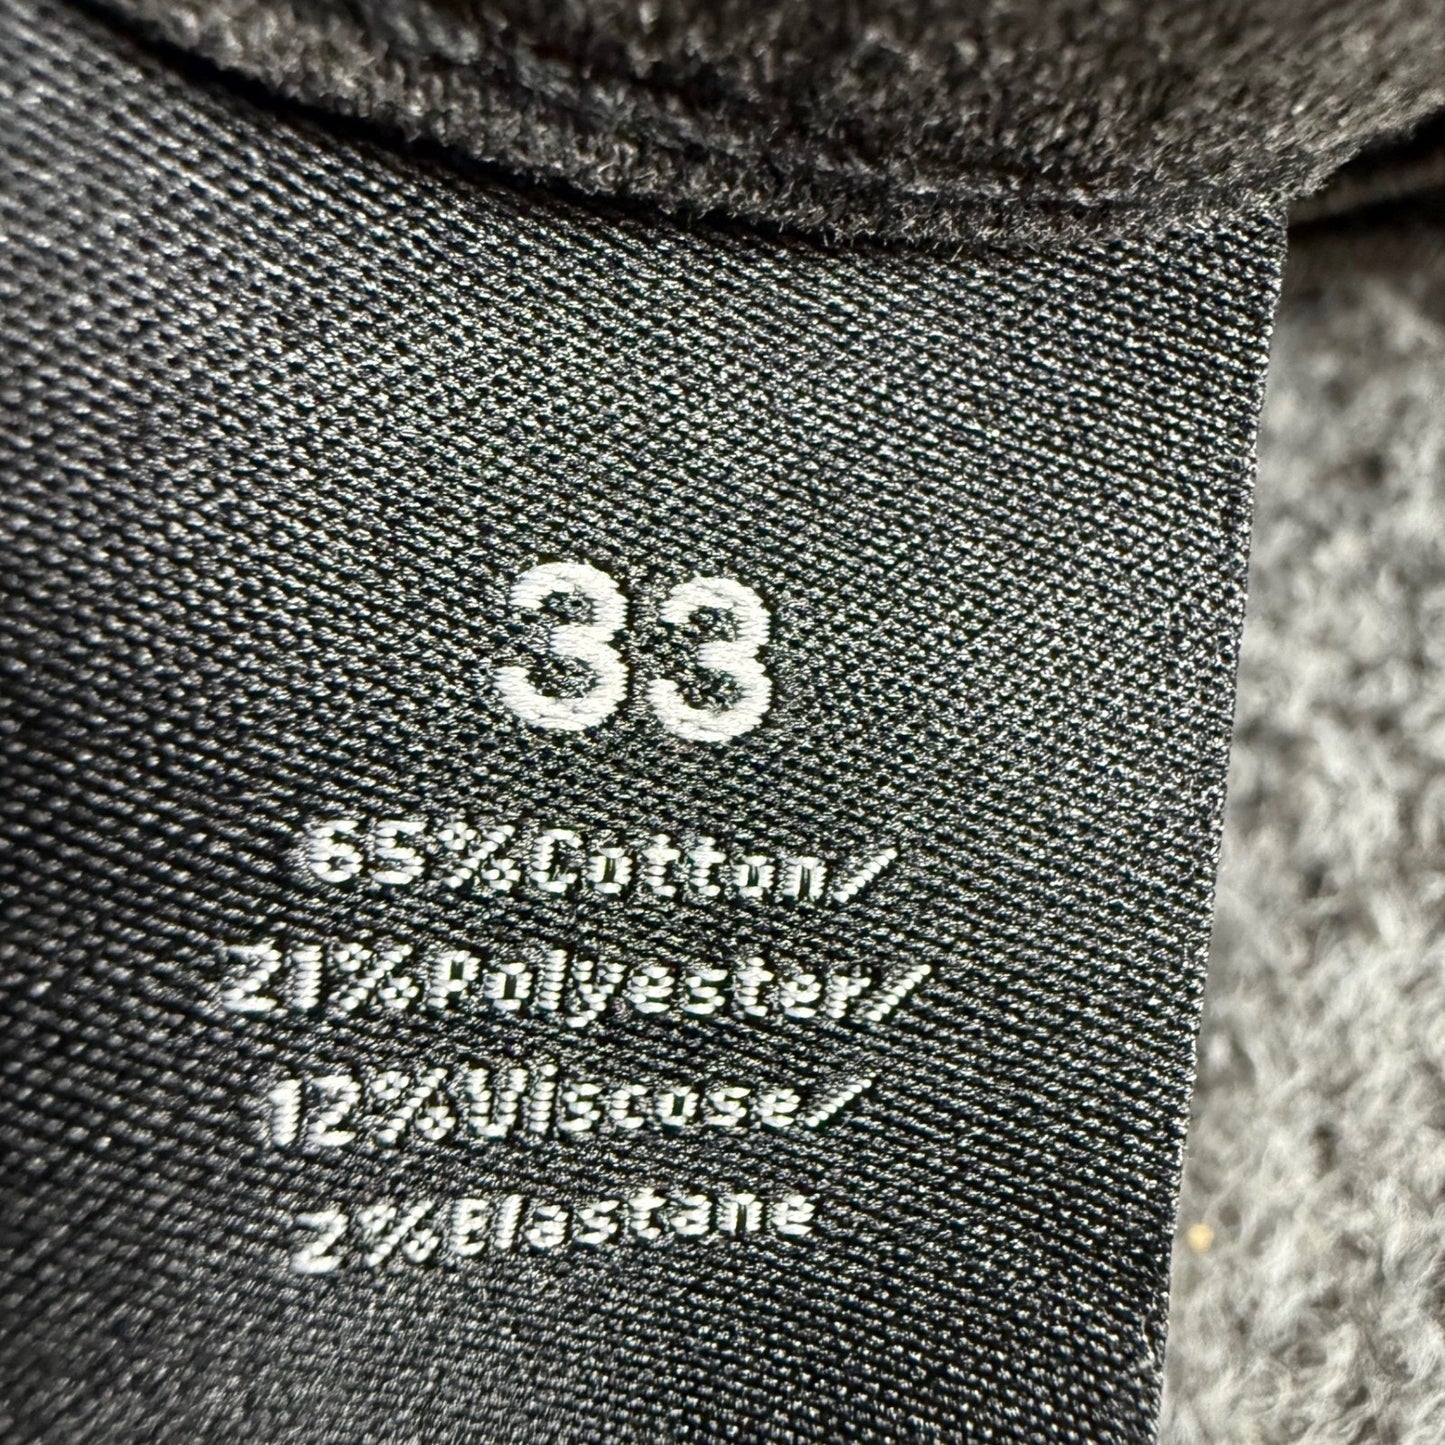 33
65%Cotton/
21%Polyester/
12%Viscose/
2%Elastane